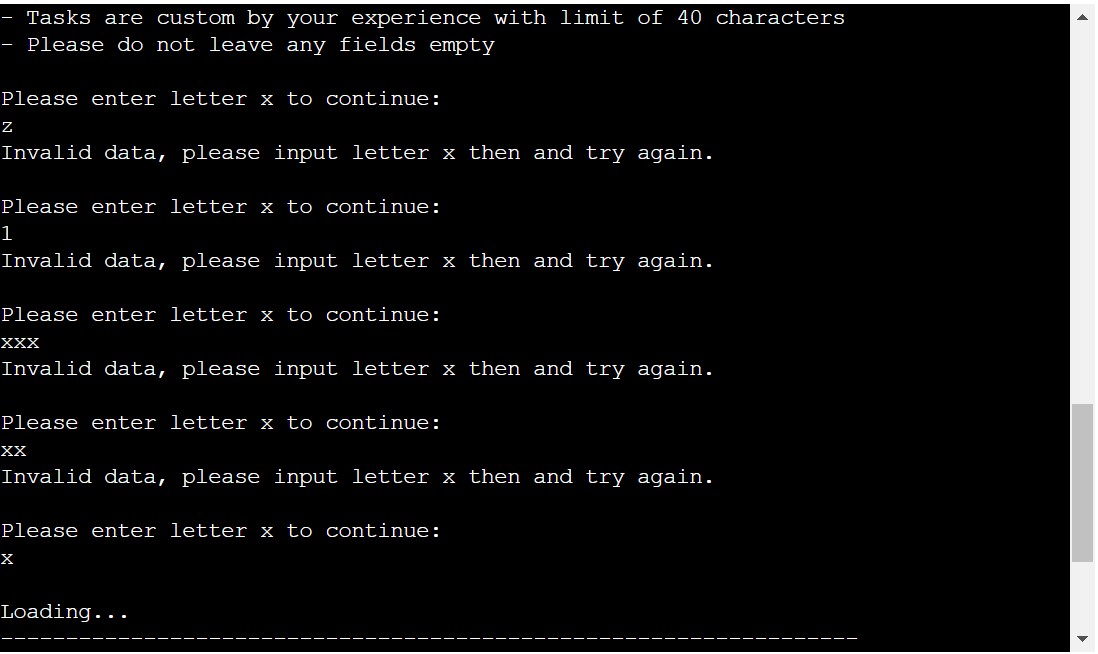 - Tasks are custom by your experience with limit of 40 characters
- Please do not leave any fields empty
Please enter letter x to continue:
z
Invalid data, please input letter x then and try again.
Please enter letter x to continue:
1
Invalid data, please input letter x then and try again.
Please enter letter x to continue:
xxx
Invalid data, please input letter x then and try again.
Please enter letter x to continue:
xx
Invalid data, please input letter x then and try again.
Please enter letter x to continue:
x
Loading...
------------------------------------------------------------------